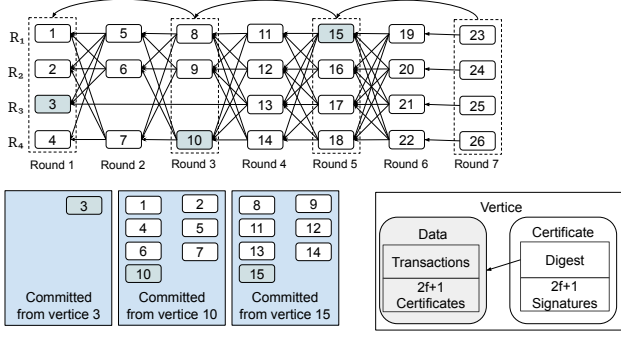 R₁ 1 5 8 11 15 19 23
R₂ 2 6 9 12 16 20 24
R₃ 3 13 17 21 25
R₄ 4 7 10 14 18 22 26
Round 1 Round 2 Round 3 Round 4 Round 5 Round 6 Round 7
3
Committed
from vertice 3
1 2
4 5
6 7
10
Committed
from vertice 10
8 9
11 12
13 14
15
Committed
from vertice 15
Vertice
Data
Transactions
2f+1
Certificates
Certificate
Digest
2f+1
Signatures